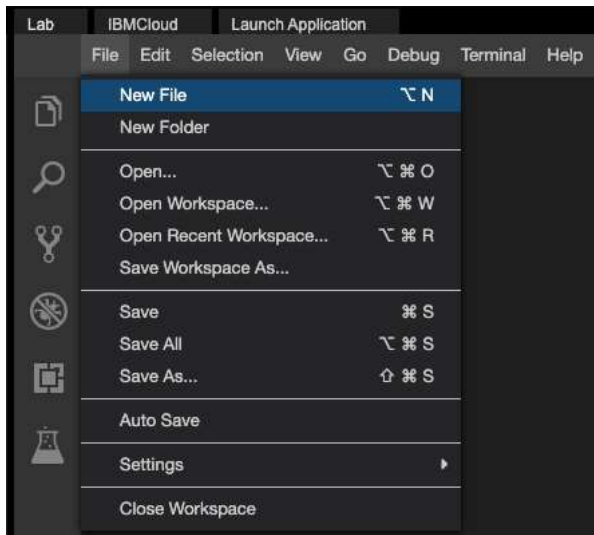 Lab IBMCloud Launch Application
File Edit Selection View Go Debug Terminal Help
New File ⌥ N
New Folder
Open... ⌥ ⌘ O
Open Workspace... ⌥ ⌘ W
Open Recent Workspace... ⌥ ⌘ R
Save Workspace As...
Save ⌘ S
Save All ⌥ ⌘ S
Save As... ⇧ ⌘ S
Auto Save
Settings
Close Workspace